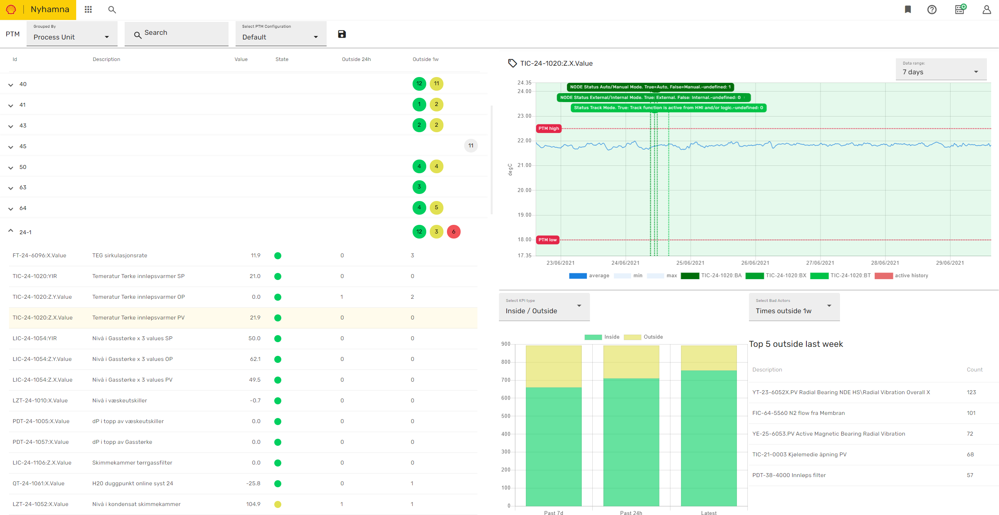 Nyhamna
PTM
Grouped By
Process Unit
Search
Select PTM Configuration
Default
Id Description Value State Outside 24h Outside 1w
40 12 11
41 1 2
43 2 2
45 11
50 4 4
63 3
64 4 5
24-1 12 3 6
FT-24-6096:X.Value TEG sirkulasjonsrate 11.9 0 3
TIC-24-1020:YIR Temeratur Tørke innløpsvarmer SP 21.0 0 0
TIC-24-1020:Z.Y.Value Temeratur Tørke innløpsvarmer OP 0.0 1 2
TIC-24-1020:Z.X.Value Temeratur Tørke innløpsvarmer PV 21.9 0 0
LIC-24-1054:YIR Nivå i Gasstørke x 3 values SP 50.0 0 0
LIC-24-1054:Z.Y.Value Nivå i Gasstørke x 3 values OP 62.1 0 0
LIC-24-1054:Z.X.Value Nivå i Gasstørke x 3 values PV 49.5 0 0
LZT-24-1010:X.Value Nivå i væskeutskiller -0.7 0 0
PDT-24-1005:X.Value dP i topp av væskeutskiller 0.0 0 0
PDT-24-1057:X.Value dP i topp av Gasstørke 0.0 0 0
LIC-24-1106:Z.X.Value Skimmekammer tørrgassfilter 0.0 0 0
QT-24-1061:X.Value H20 duggpunkt online syst 24 -25.8 0 1
LZT-24-1052:X.Value Nivå i kondensat skimmekammer 104.9 1 1
TIC-24-1020:Z.X.Value
Data range:
7 days
24.35
24.00
23.00
22.00
21.00
20.00
19.00
18.00
17.35
degC
NODE Status Auto/Manual Mode. True=Auto, False=Manual.-undefined: 1
NODE Status External/Internal Mode. True: External. False: Internal.-undefined: 0
Status Track Mode. True: Track function is active from HMI and/or logic.-undefined: 0
PTM high
PTM low
23/06/2021 24/06/2021 25/06/2021 26/06/2021 27/06/2021 28/06/2021 29/06/2021
average min max TIC-24-1020:BA TIC-24-1020:BX TIC-24-1020:BT active history
Select KPI type
Inside / Outside
Select Bad Actors
Times outside 1w
Inside Outside
900
800
700
600
500
400
300
200
100
0
Past 7d Past 24h Latest
Top 5 outside last week
Description Count
YT-23-6052X.PV Radial Bearing NDE HS\Radial Vibration Overall X 123
FIC-64-5560 N2 flow fra Membran 101
YE-25-6053.PV Active Magnetic Bearing Radial Vibration 72
TIC-21-0003 Kjølemedie åpning PV 68
PDT-38-4000 Innløps filter 57